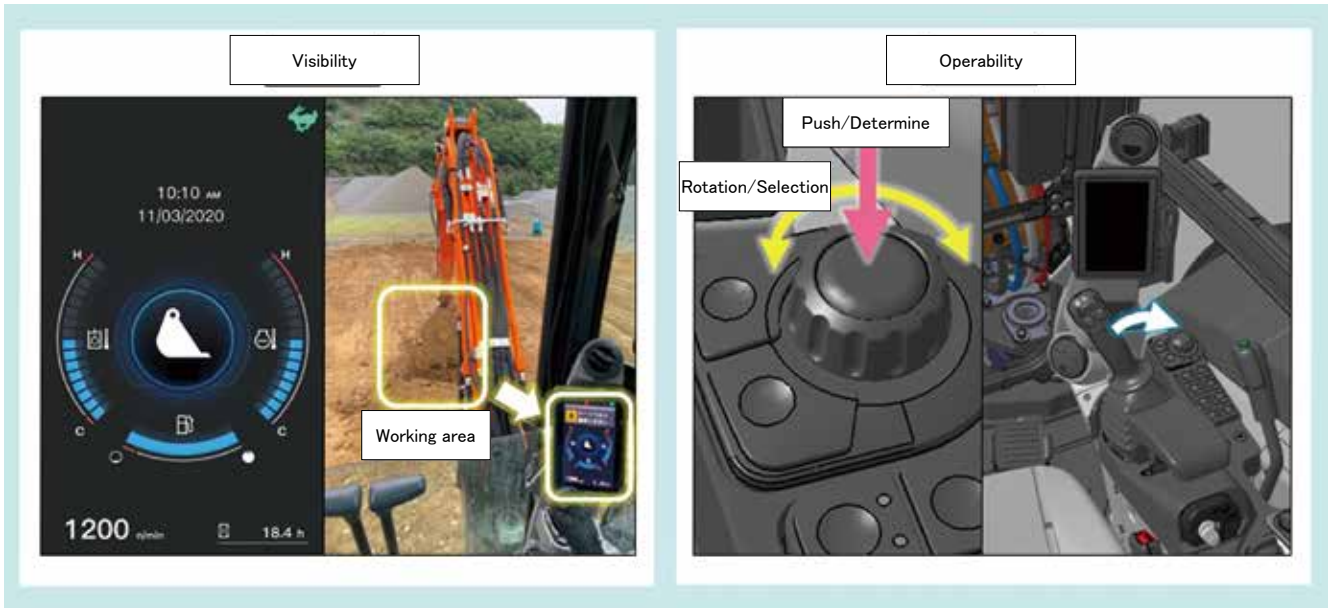 Visibility
10:10 AM
11/03/2020
H
H
C
C
1200 n/min
18.4 h
Working area
Operability
Push/Determine
Rotation/Selection